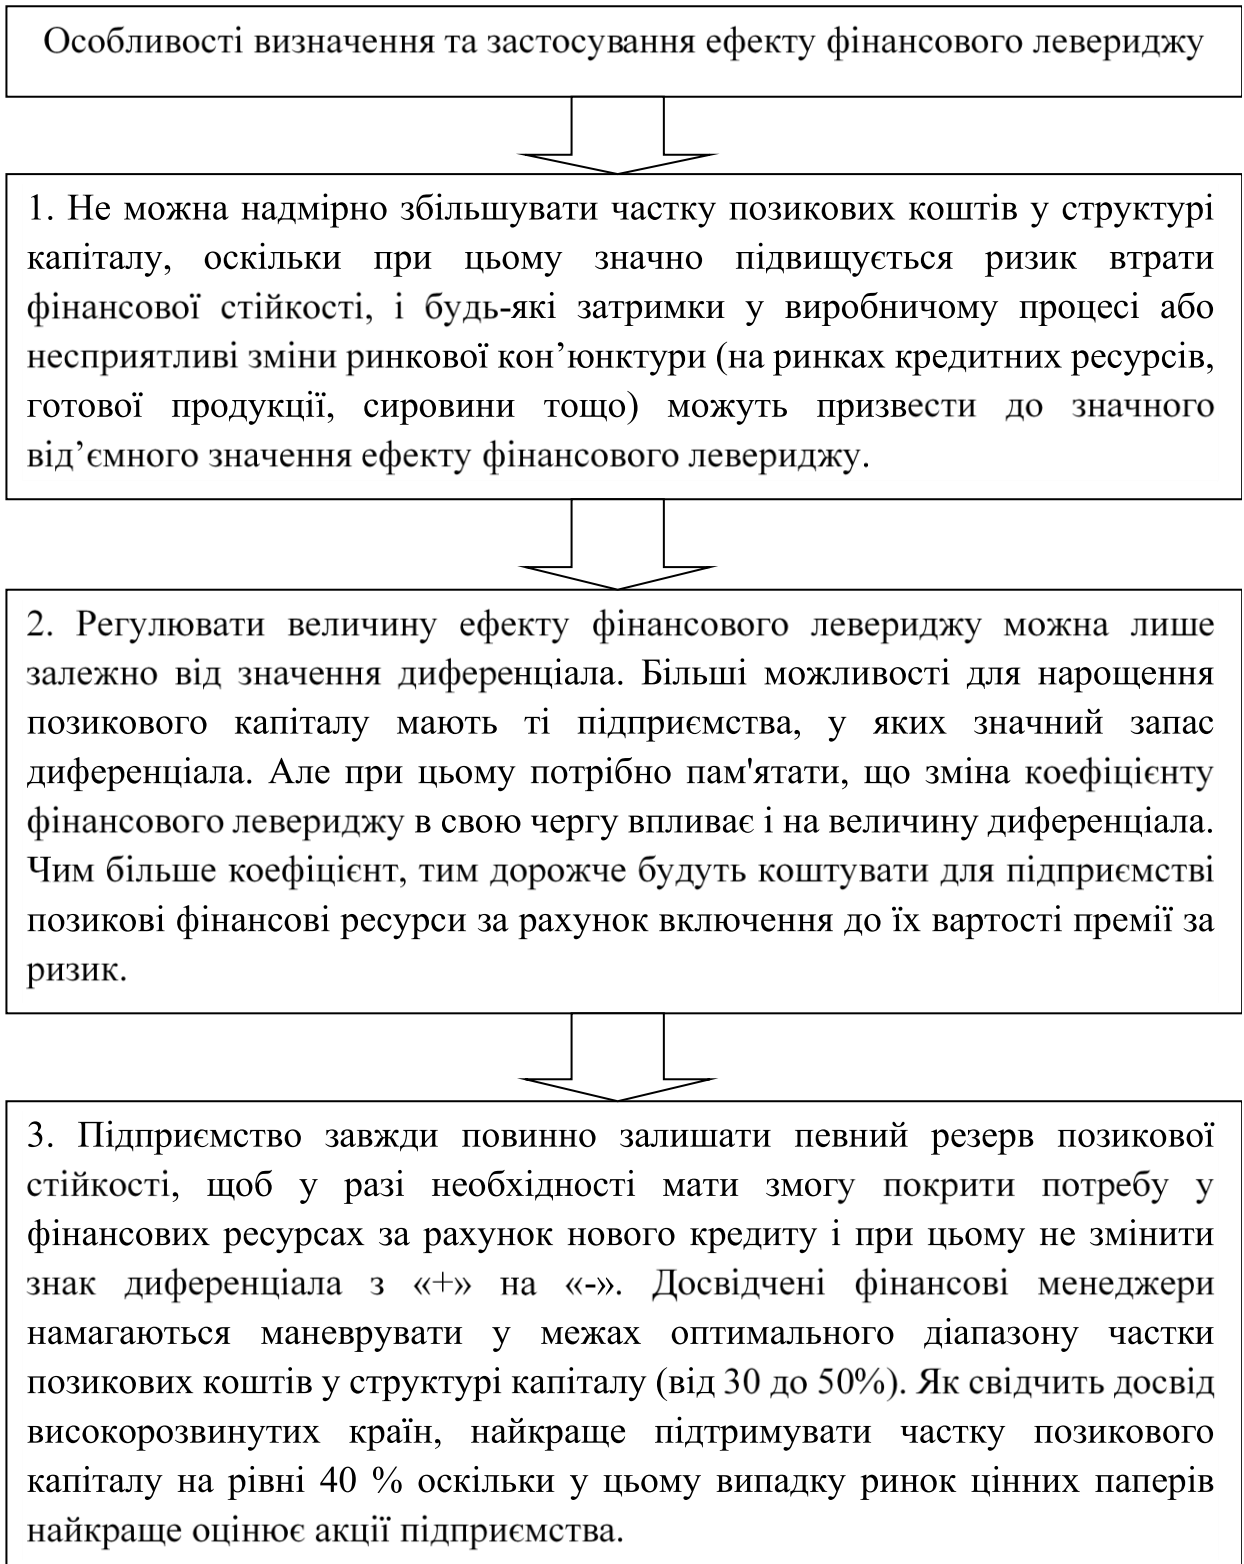 Особливості визначення та застосування ефекту фінансового левериджу
1. Не можна надмірно збільшувати частку позикових коштів у структурі
капіталу, оскільки при цьому значно підвищується ризик втрати
фінансової стійкості, і будь-які затримки у виробничому процесі або
несприятливі зміни ринкової кон’юнктури (на ринках кредитних ресурсів,
готової продукції, сировини тощо) можуть призвести до значного
від’ємного значення ефекту фінансового левериджу.
2. Регулювати величину ефекту фінансового левериджу можна лише
залежно від значення диференціала. Більші можливості для нарощення
позикового капіталу мають ті підприємства, у яких значний запас
диференціала. Але при цьому потрібно пам'ятати, що зміна коефіцієнту
фінансового левериджу в свою чергу впливає і на величину диференціала.
Чим більше коефіцієнт, тим дорожче будуть коштувати для підприємстві
позикові фінансові ресурси за рахунок включення до їх вартості премії за
ризик.
3. Підприємство завжди повинно залишати певний резерв позикової
стійкості, щоб у разі необхідності мати змогу покрити потребу у
фінансових ресурсах за рахунок нового кредиту і при цьому не змінити
знак диференціала з «+» на «-». Досвідчені фінансові менеджери
намагаються маневрувати у межах оптимального діапазону частки
позикових коштів у структурі капіталу (від 30 до 50%). Як свідчить досвід
високорозвинутих країн, найкраще підтримувати частку позикового
капіталу на рівні 40 % оскільки у цьому випадку ринок цінних паперів
найкраще оцінює акції підприємства.